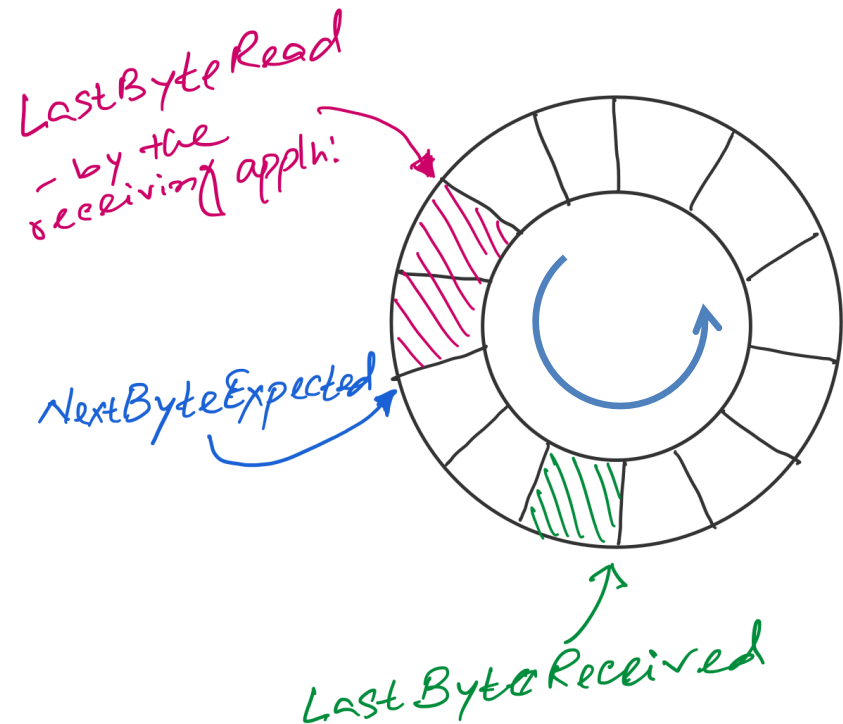 LastByteRead
- by the
receiving appln:
NextByteExpected
LastByteReceived